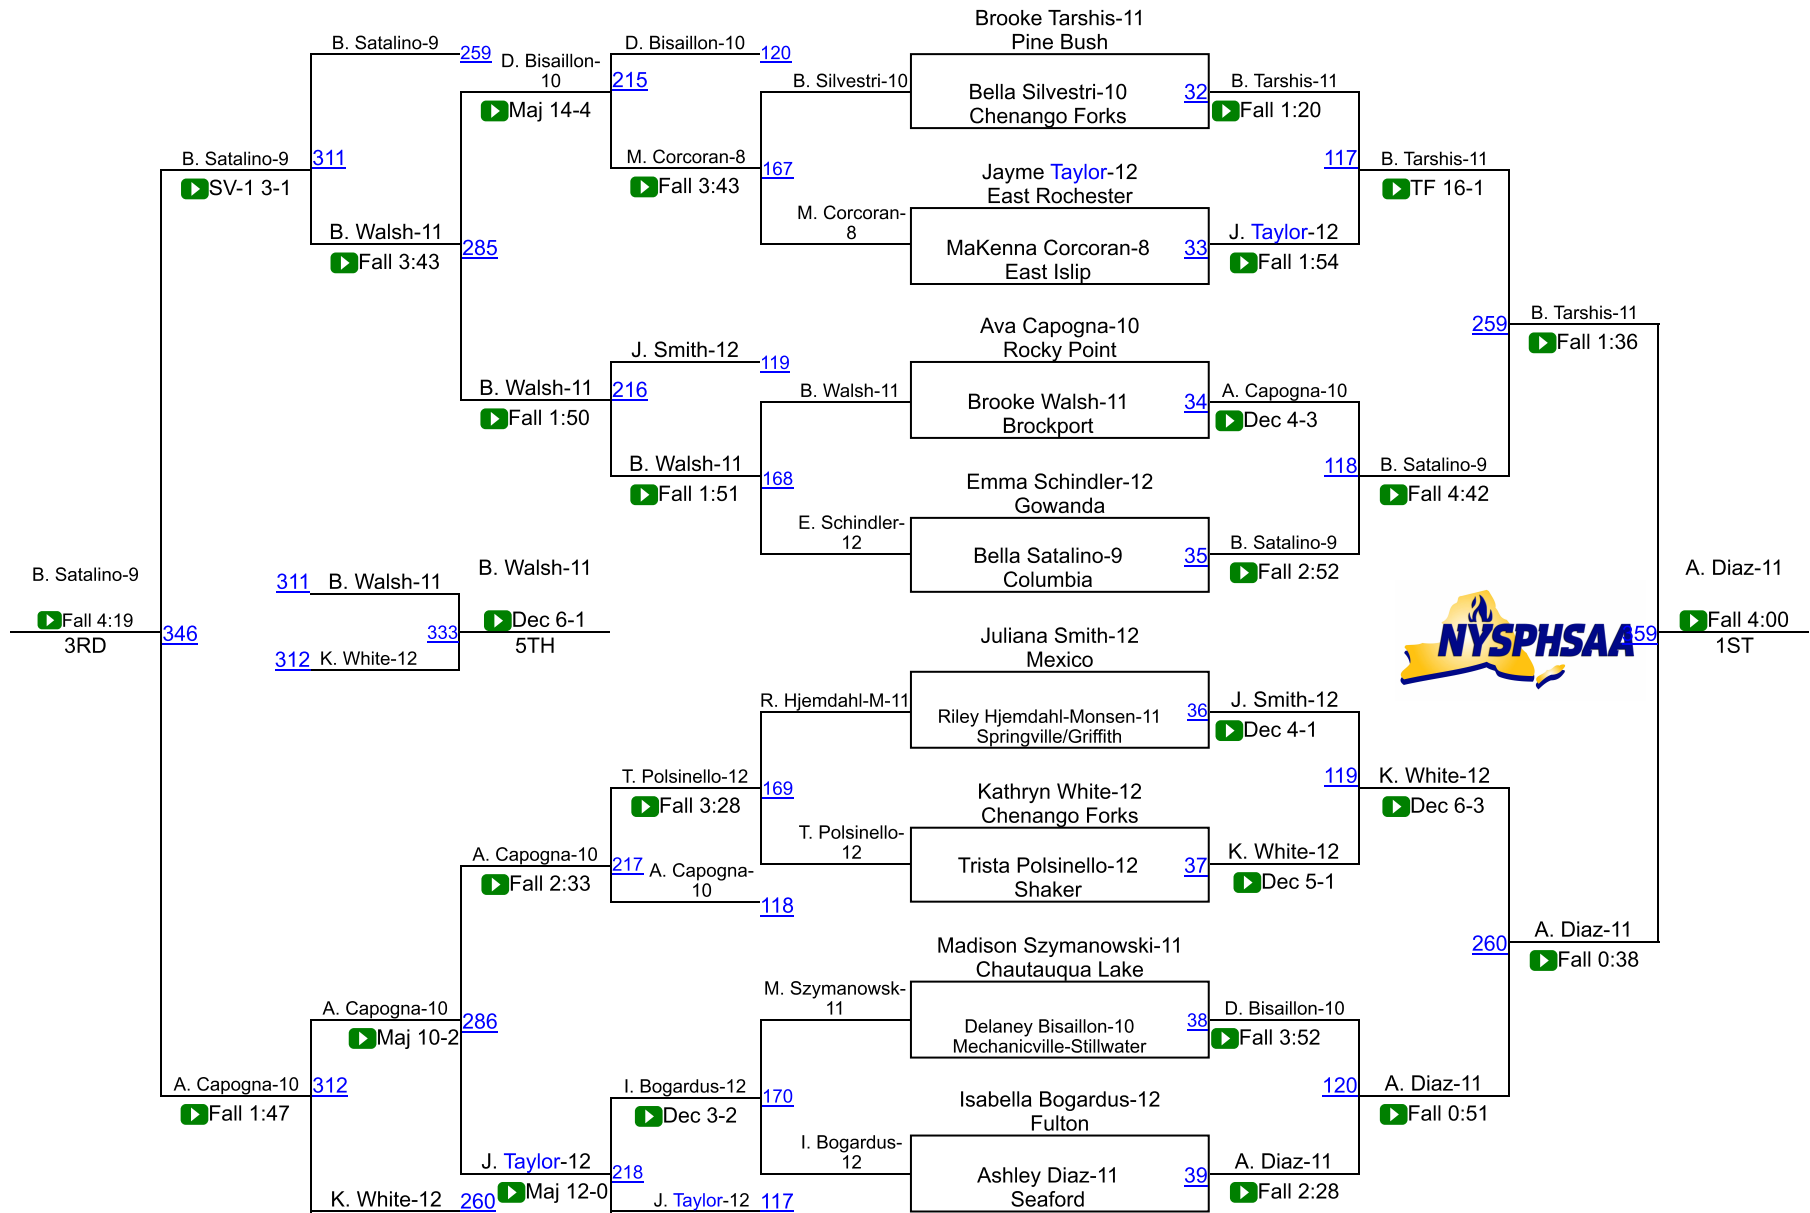 Brooke Tarshis-11
Pine Bush
B. Satalino-9
259
D. Bisaillon-10
120
D. Bisaillon-
10
215
Maj 14-4
B. Silvestri-10
Bella Silvestri-10
Chenango Forks
32
B. Tarshis-11
Fall 1:20
B. Satalino-9
311
SV-1 3-1
M. Corcoran-8
Fall 3:43
167
Jayme Taylor-12
East Rochester
117
B. Tarshis-11
TF 16-1
B. Walsh-11
Fall 3:43
285
M. Corcoran-
8
MaKenna Corcoran-8
East Islip
33
J. Taylor-12
Fall 1:54
Ava Capogna-10
Rocky Point
259
B. Tarshis-11
Fall 1:36
J. Smith-12
119
B. Walsh-11
Fall 1:50
216
B. Walsh-11
Brooke Walsh-11
Brockport
34
A. Capogna-10
Dec 4-3
B. Walsh-11
Fall 1:51
168
Emma Schindler-12
Gowanda
118
B. Satalino-9
Fall 4:42
E. Schindler-
12
Bella Satalino-9
Columbia
35
B. Satalino-9
Fall 2:52
B. Satalino-9
Fall 4:19
3RD
346
311
B. Walsh-11
312
K. White-12
333
B. Walsh-11
Dec 6-1
5TH
NYSPHSAA
A. Diaz-11
Fall 4:00
1ST
Juliana Smith-12
Mexico
R. Hjemdahl-M-11
Riley Hjemdahl-Monsen-11
Springville/Griffith
36
J. Smith-12
Dec 4-1
T. Polsinello-12
Fall 3:28
169
Kathryn White-12
Chenango Forks
119
K. White-12
Dec 6-3
A. Capogna-10
Fall 2:33
217
A. Capogna-
10
118
T. Polsinello-
12
Trista Polsinello-12
Shaker
37
K. White-12
Dec 5-1
Madison Szymanowski-11
Chautauqua Lake
260
A. Diaz-11
Fall 0:38
M. Szymanowsk-
11
Delaney Bisaillon-10
Mechanicville-Stillwater
38
D. Bisaillon-10
Fall 3:52
A. Capogna-10
Maj 10-2
286
A. Capogna-10
Fall 1:47
312
I. Bogardus-12
Dec 3-2
170
Isabella Bogardus-12
Fulton
120
A. Diaz-11
Fall 0:51
I. Bogardus-
12
Ashley Diaz-11
Seaford
39
A. Diaz-11
Fall 2:28
J. Taylor-12
Maj 12-0
218
K. White-12
260
J. Taylor-12
117